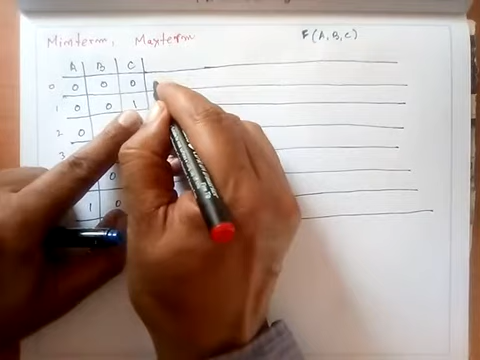 Minterm, Maxterm
F(A,B,C)
A B C
0 0 0 0
1 0 0 1
2 0
3
0
1 0